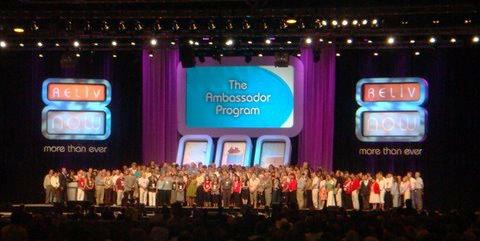 The
Ambassador
Program
RELIV
NOW
more than ever
RELIV
NOW
more than ever